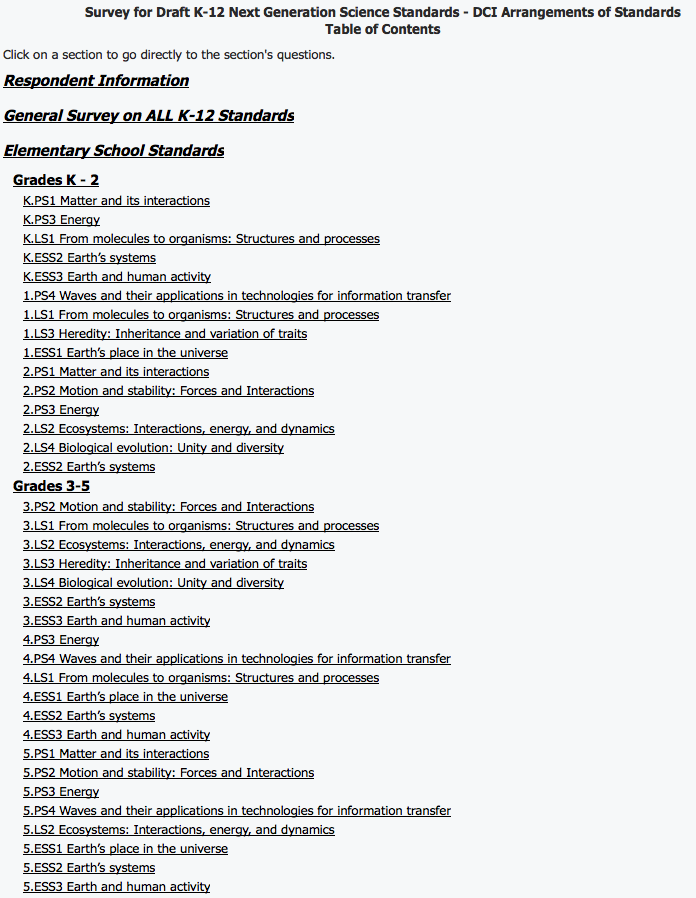 Survey for Draft K-12 Next Generation Science Standards - DCI Arrangements of Standards
Table of Contents
Click on a section to go directly to the section's questions.
Respondent Information
General Survey on ALL K-12 Standards
Elementary School Standards
Grades K - 2
K.PS1 Matter and its interactions
K.PS3 Energy
K.LS1 From molecules to organisms: Structures and processes
K.ESS2 Earth's systems
K.ESS3 Earth and human activity
1.PS4 Waves and their applications in technologies for information transfer
1.LS1 From molecules to organisms: Structures and processes
1.LS3 Heredity: Inheritance and variation of traits
1.ESS1 Earth's place in the universe
2.PS1 Matter and its interactions
2.PS2 Motion and stability: Forces and Interactions
2.PS3 Energy
2.LS2 Ecosystems: Interactions, energy, and dynamics
2.LS4 Biological evolution: Unity and diversity
2.ESS2 Earth's systems
Grades 3-5
3.PS2 Motion and stability: Forces and Interactions
3.LS1 From molecules to organisms: Structures and processes
3.LS2 Ecosystems: Interactions, energy, and dynamics
3.LS3 Heredity: Inheritance and variation of traits
3.LS4 Biological evolution: Unity and diversity
3.ESS2 Earth's systems
3.ESS3 Earth and human activity
4.PS3 Energy
4.PS4 Waves and their applications in technologies for information transfer
4.LS1 From molecules to organisms: Structures and processes
4.ESS1 Earth's place in the universe
4.ESS2 Earth's systems
4.ESS3 Earth and human activity
5.PS1 Matter and its interactions
5.PS2 Motion and stability: Forces and Interactions
5.PS3 Energy
5.PS4 Waves and their applications in technologies for information transfer
5.LS2 Ecosystems: Interactions, energy, and dynamics
5.ESS1 Earth's place in the universe
5.ESS2 Earth's systems
5.ESS3 Earth and human activity